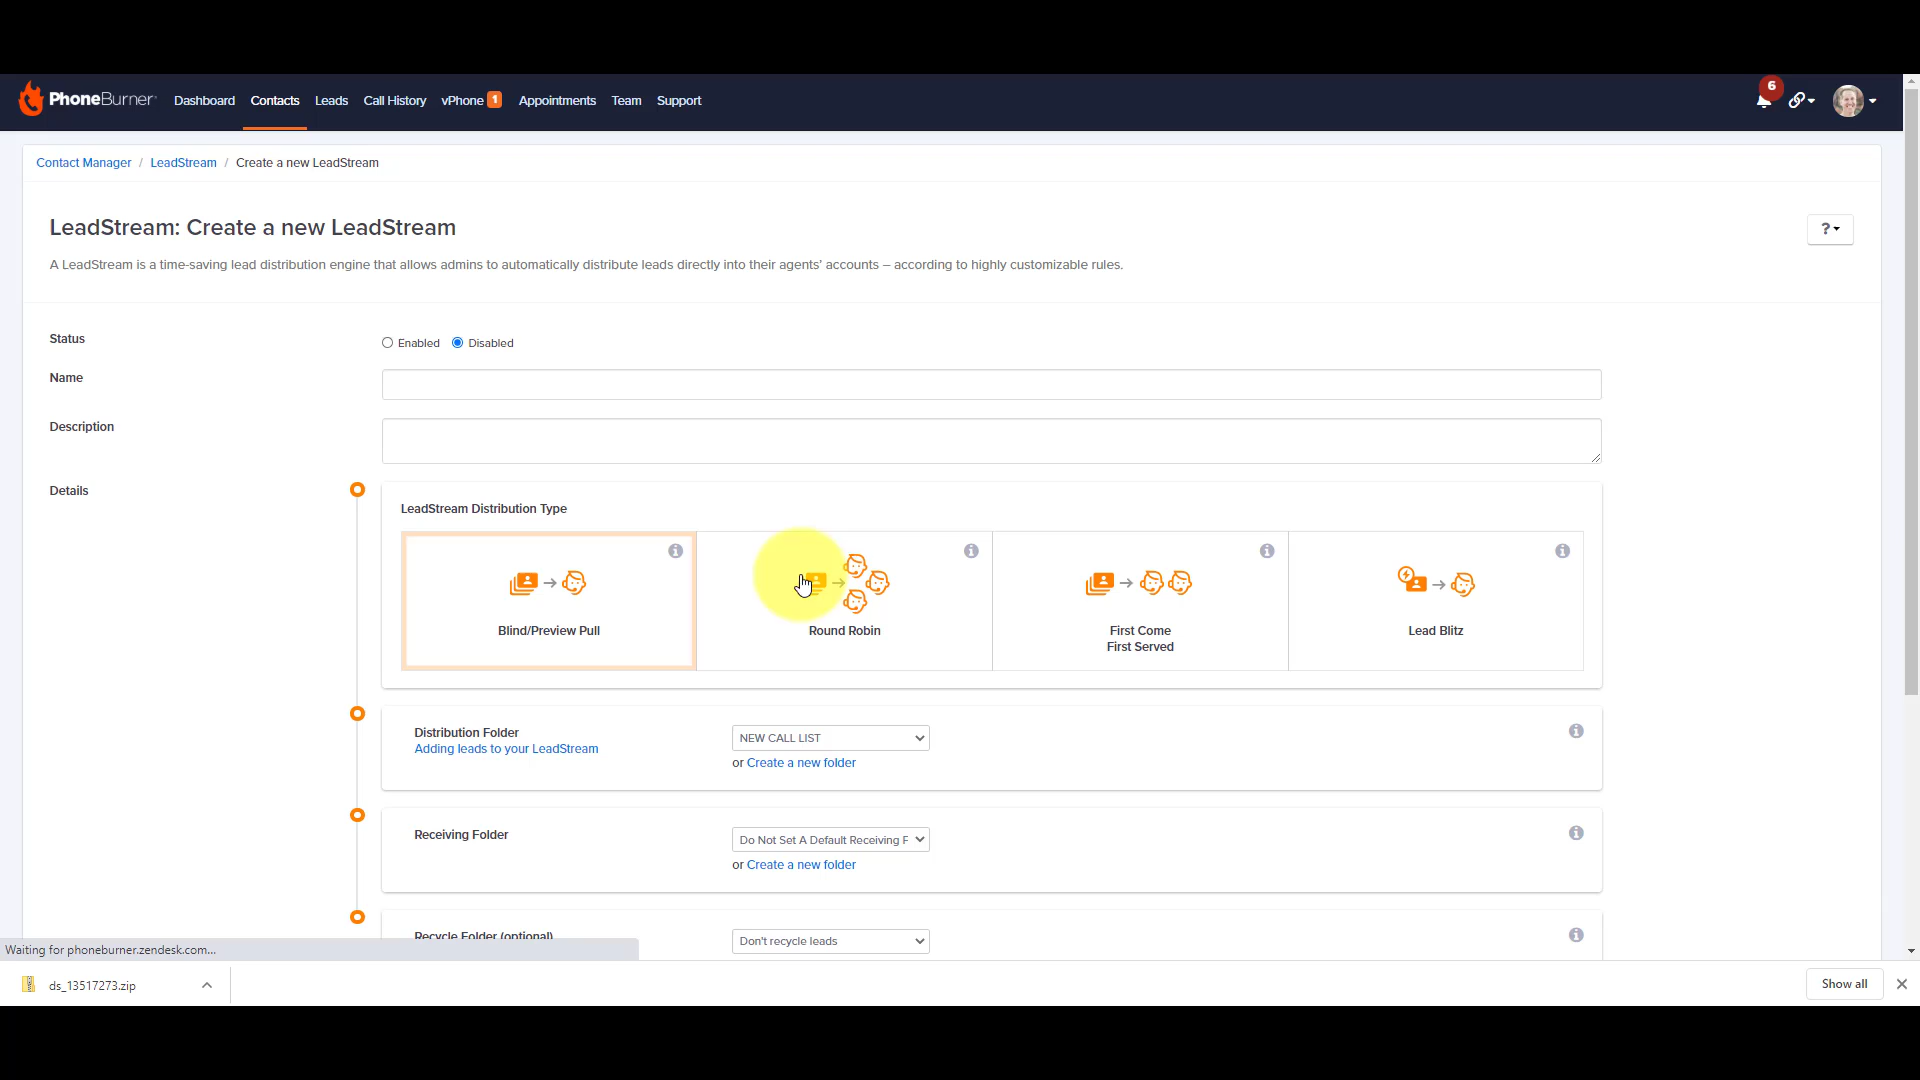 PhoneBurner Dashboard Contacts Leads Call History vPhone 1 Appointments Team Support 6
Contact Manager / LeadStream / Create a new LeadStream
LeadStream: Create a new LeadStream
?
A LeadStream is a time-saving lead distribution engine that allows admins to automatically distribute leads directly into their agents' accounts – according to highly customizable rules.
Status
Enabled Disabled
Name
Description
Details
LeadStream Distribution Type
Blind/Preview Pull
Round Robin
First Come
First Served
Lead Blitz
Distribution Folder
Adding leads to your LeadStream
NEW CALL LIST
or Create a new folder
Receiving Folder
Do Not Set A Default Receiving F
or Create a new folder
Recycle Folder (optional)
Don't recycle leads
Waiting for phoneburner.zendesk.com...
ds_13517273.zip
Show all